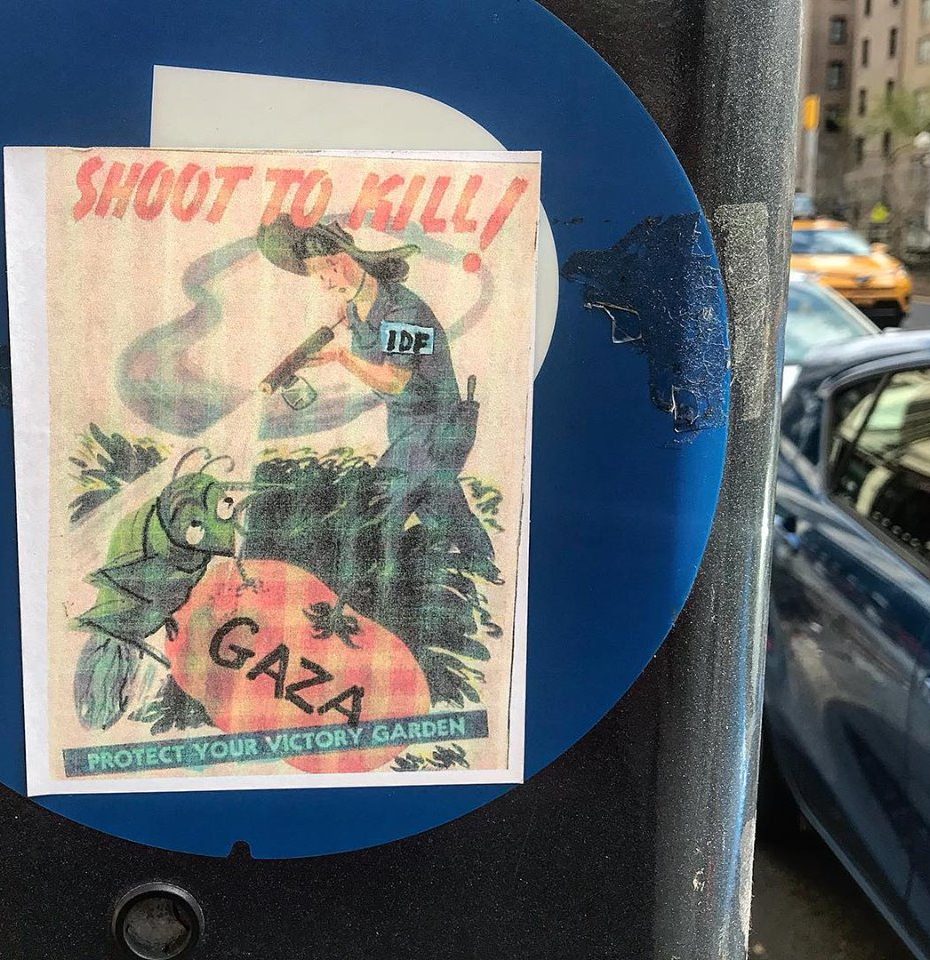 P
SHOOT TO KILL!
IDF
GAZA
PROTECT YOUR VICTORY GARDEN